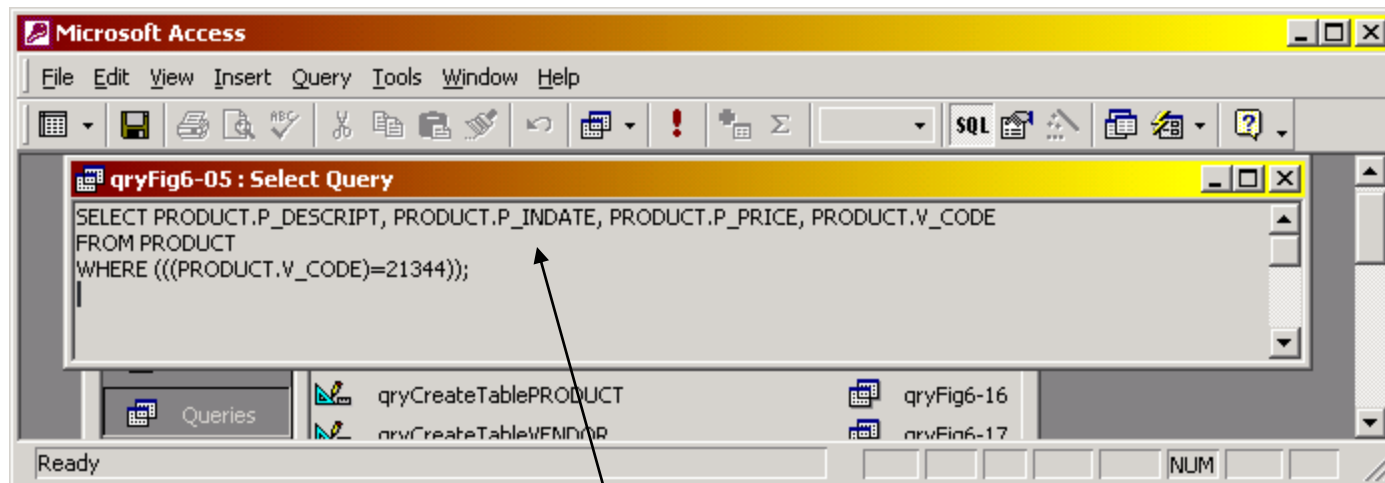 Microsoft Access
File Edit View Insert Query Tools Window Help
ABC SQL
qryFig6-05 : Select Query
SELECT PRODUCT.P_DESCRIPT, PRODUCT.P_INDATE, PRODUCT.P_PRICE, PRODUCT.V_CODE
FROM PRODUCT
WHERE (((PRODUCT.V_CODE)=21344));
Queries
qryCreateTablePRODUCT qryFig6-16
qryCreateTableVENDOR qryFig6-17
Ready NUM